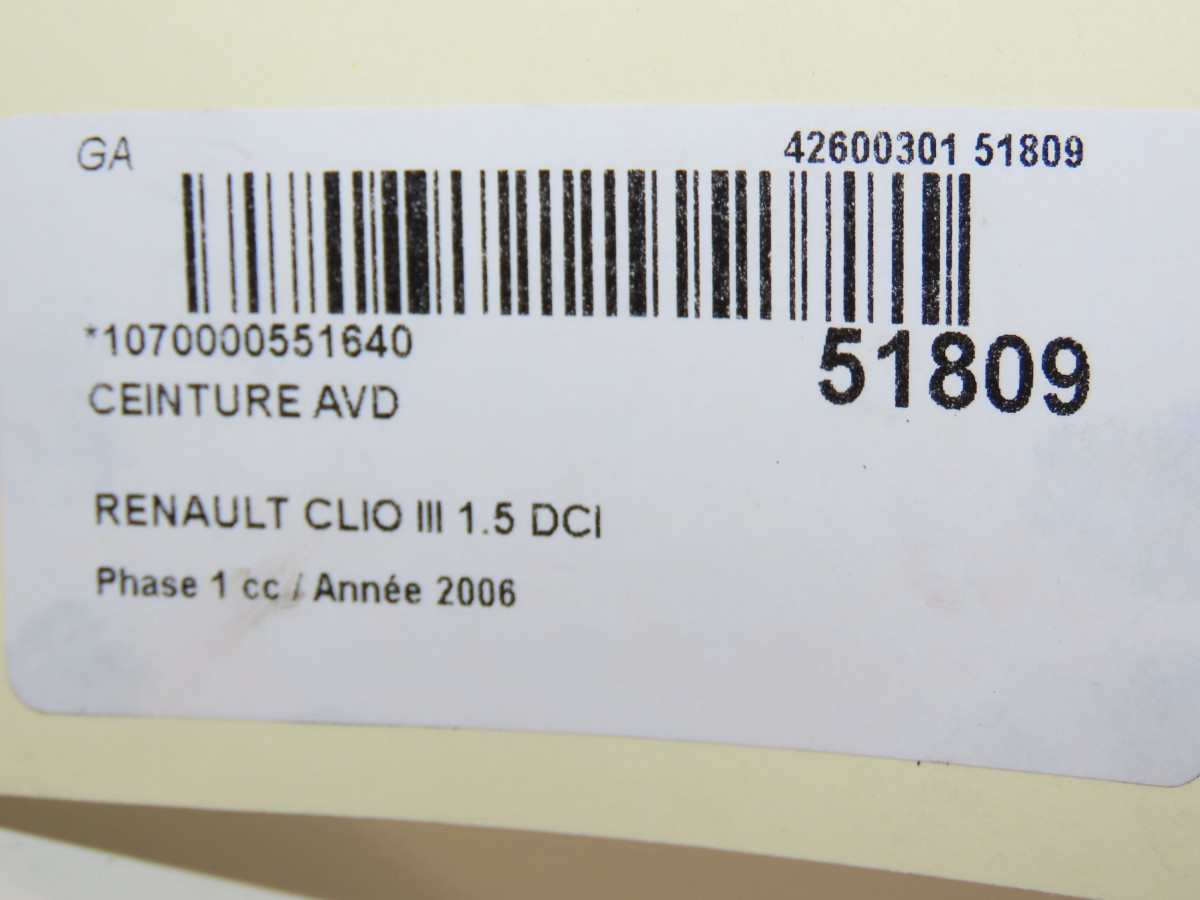 GA
42600301 51809
*1070000551640
51809
CEINTURE AVD
RENAULT CLIO III 1.5 DCI
Phase 1 cc / Année 2006